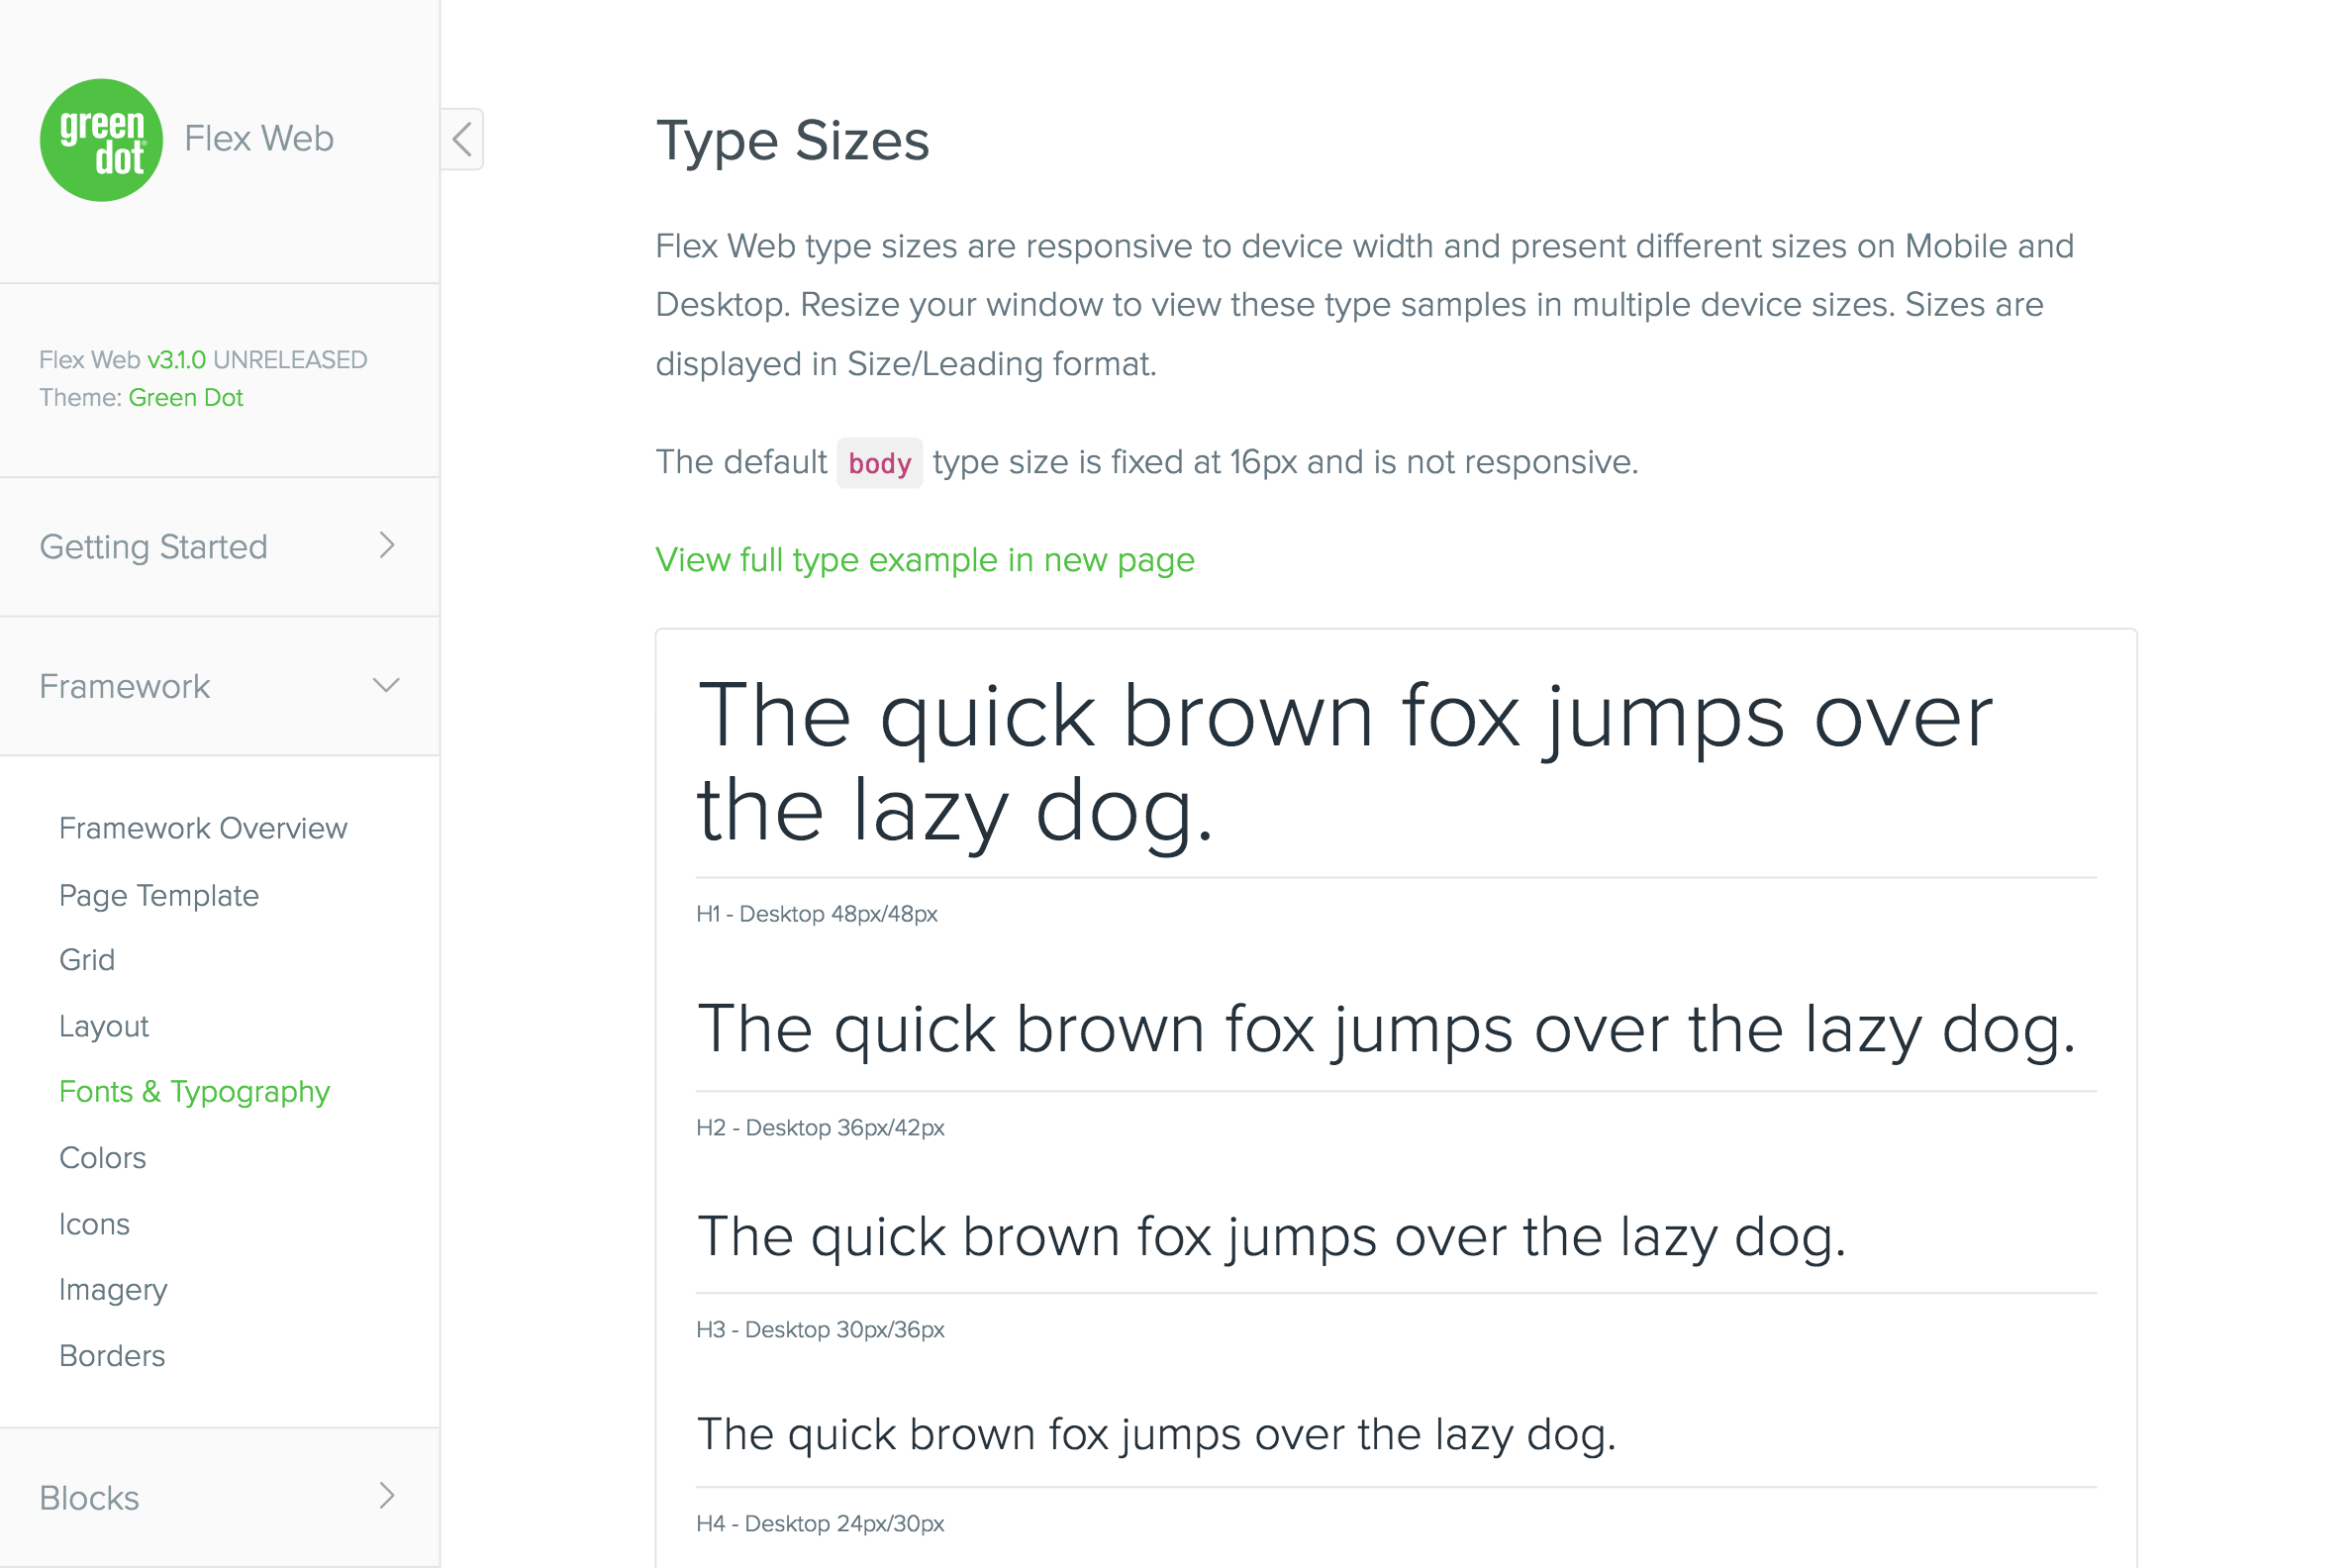 green
dot
Flex Web
Flex Web v3.1.0 UNRELEASED
Theme: Green Dot
Getting Started
Framework
Framework Overview
Page Template
Grid
Layout
Fonts & Typography
Colors
Icons
Imagery
Borders
Blocks
Type Sizes
Flex Web type sizes are responsive to device width and present different sizes on Mobile and
Desktop. Resize your window to view these type samples in multiple device sizes. Sizes are
displayed in Size/Leading format.
The default body type size is fixed at 16px and is not responsive.
View full type example in new page
The quick brown fox jumps over
the lazy dog.
H1 - Desktop 48px/48px
The quick brown fox jumps over the lazy dog.
H2 - Desktop 36px/42px
The quick brown fox jumps over the lazy dog.
H3 - Desktop 30px/36px
The quick brown fox jumps over the lazy dog.
H4 - Desktop 24px/30px